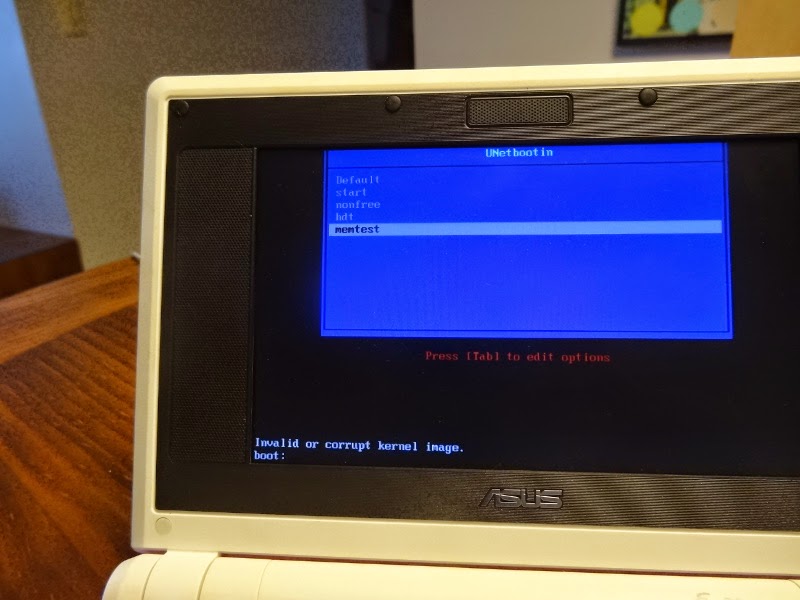 UNetbootin
Default
start
nonfree
hdt
memtest
Press [Tab] to edit options
Invalid or corrupt kernel image.
boot:
ASUS